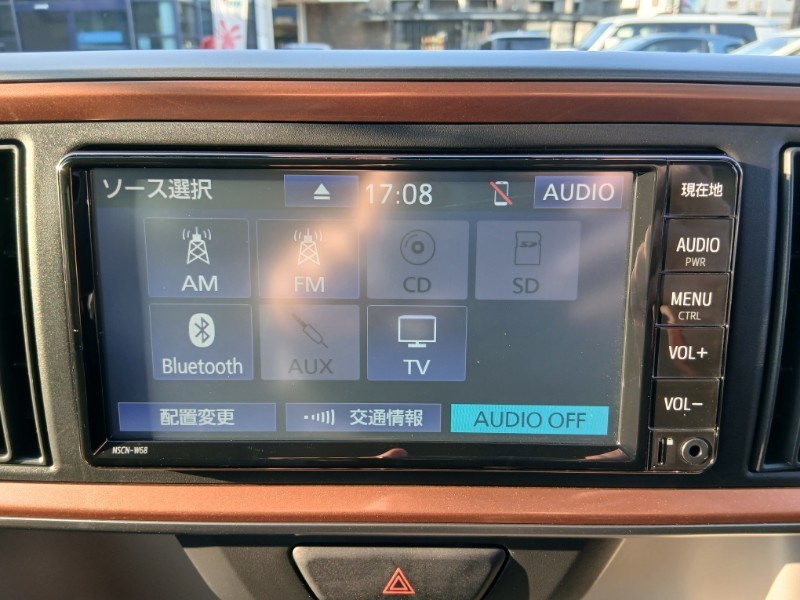 ソース選択
17:08
AUDIO
現在地
AM
FM
CD
SD
AUDIO
PWR
MENU
CTRL
Bluetooth
AUX
TV
VOL+
VOL−
配置変更
交通情報
AUDIO OFF
NSCN-W68